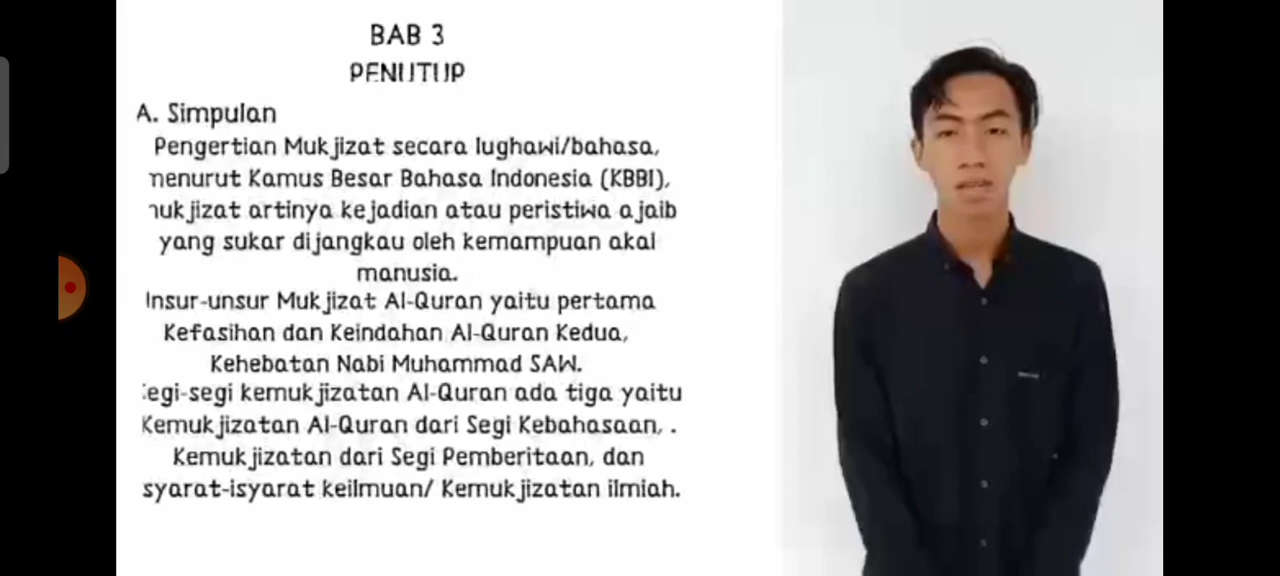 BAB 3
PENUTUP
A. Simpulan
Pengertian Mukjizat secara lughawi/bahasa,
menurut Kamus Besar Bahasa Indonesia (KBBI),
mukjizat artinya kejadian atau peristiwa ajaib
yang sukar dijangkau oleh kemampuan akal
manusia.
Unsur-unsur Mukjizat Al-Quran yaitu pertama
Kefasihan dan Keindahan Al-Quran Kedua,
Kehebatan Nabi Muhammad SAW.
Segi-segi kemukjizatan Al-Quran ada tiga yaitu
Kemukjizatan Al-Quran dari Segi Kebahasaan, .
Kemukjizatan dari Segi Pemberitaan, dan
syarat-isyarat keilmuan/ Kemukjizatan ilmiah.